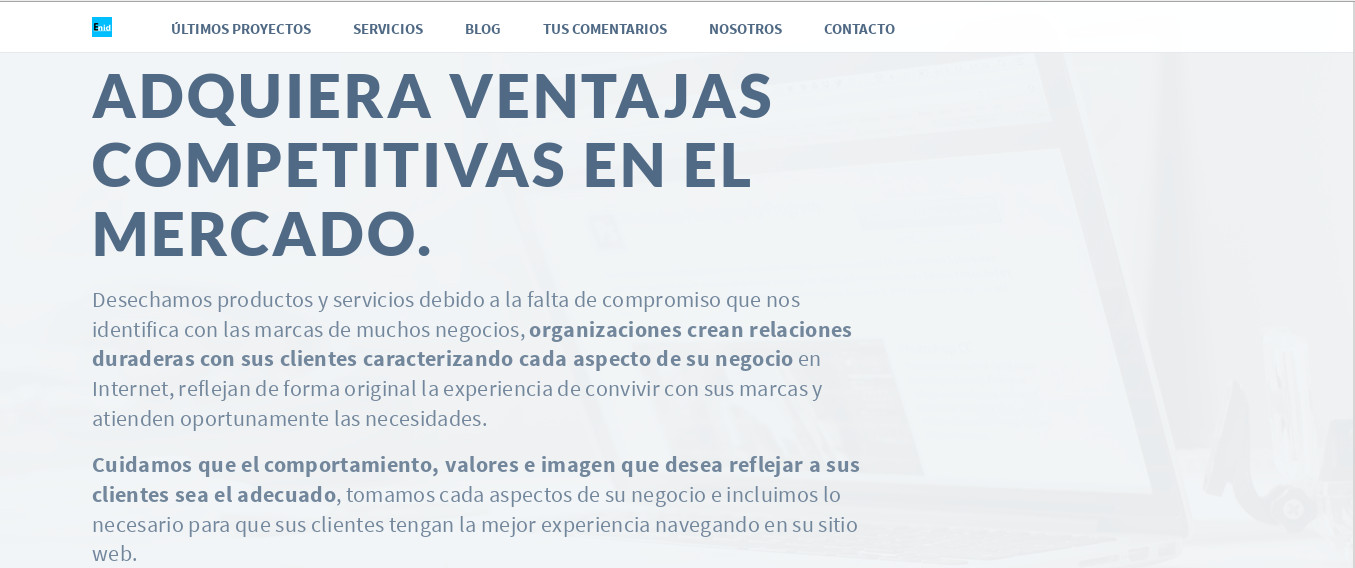 Enid
ÚLTIMOS PROYECTOS SERVICIOS BLOG TUS COMENTARIOS NOSOTROS CONTACTO
ADQUIERA VENTAJAS
COMPETITIVAS EN EL
MERCADO.
Desechamos productos y servicios debido a la falta de compromiso que nos
identifica con las marcas de muchos negocios, organizaciones crean relaciones
duraderas con sus clientes caracterizando cada aspecto de su negocio en
Internet, reflejan de forma original la experiencia de convivir con sus marcas y
atienden oportunamente las necesidades.
Cuidamos que el comportamiento, valores e imagen que desea reflejar a sus
clientes sea el adecuado, tomamos cada aspectos de su negocio e incluimos lo
necesario para que sus clientes tengan la mejor experiencia navegando en su sitio
web.